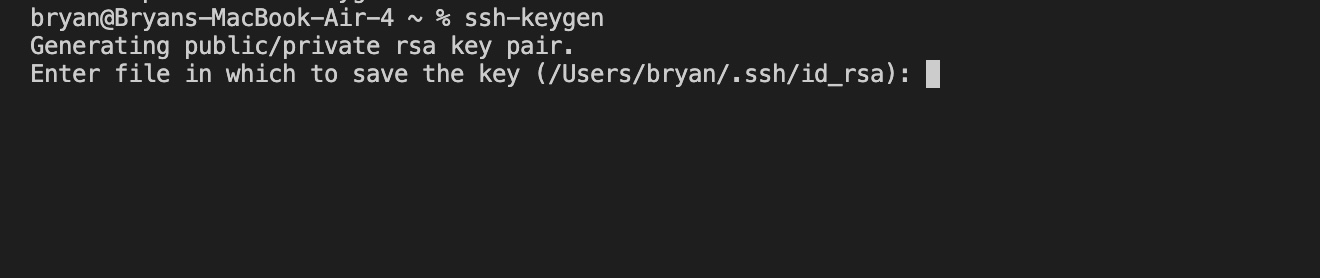 bryan@Bryans-MacBook-Air-4 ~ % ssh-keygen
Generating public/private rsa key pair.
Enter file in which to save the key (/Users/bryan/.ssh/id_rsa):